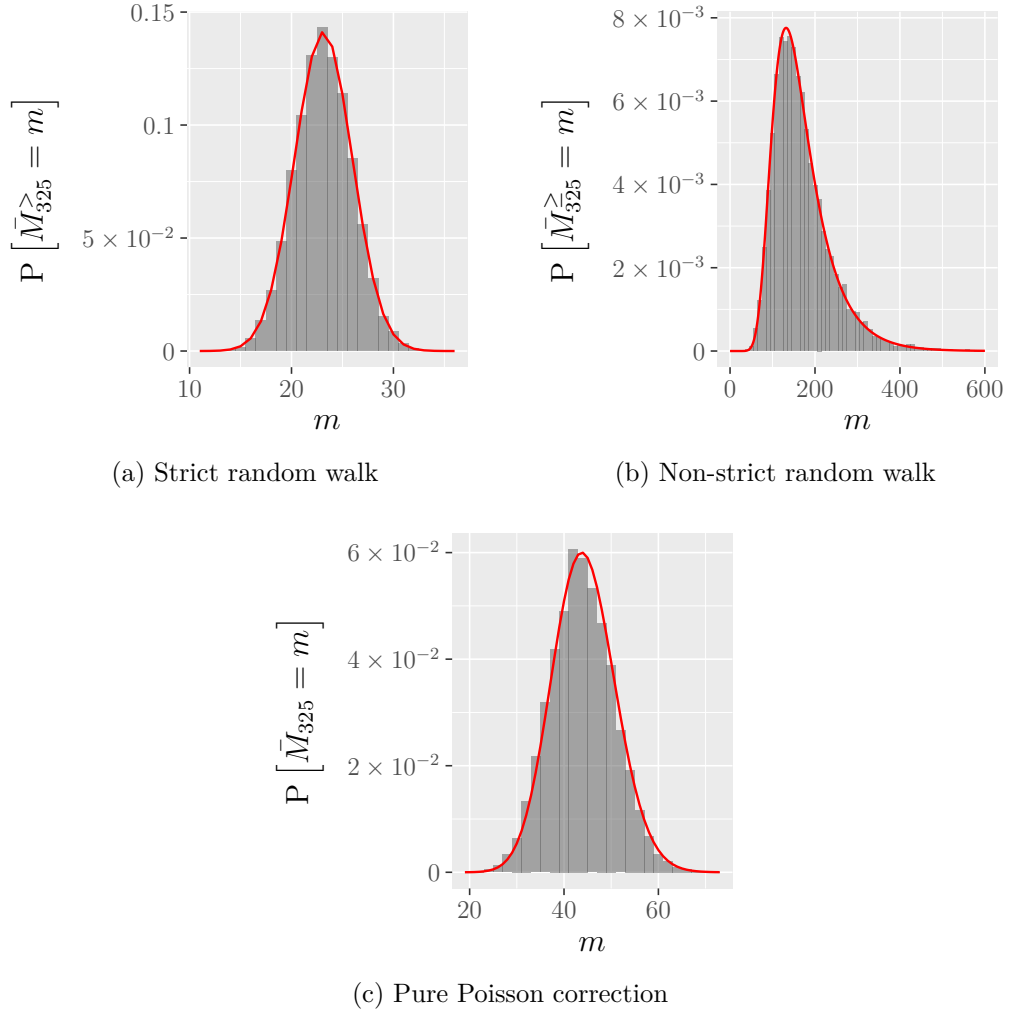 0.15
0.1
5 × 10⁻²
0
10 20 30
m
P [M̄^>_325 = m]
(a) Strict random walk
8 × 10⁻³
6 × 10⁻³
4 × 10⁻³
2 × 10⁻³
0
0 200 400 600
m
P [M̄^≥_325 = m]
(b) Non-strict random walk
6 × 10⁻²
4 × 10⁻²
2 × 10⁻²
0
20 40 60
m
P [M̄_325 = m]
(c) Pure Poisson correction